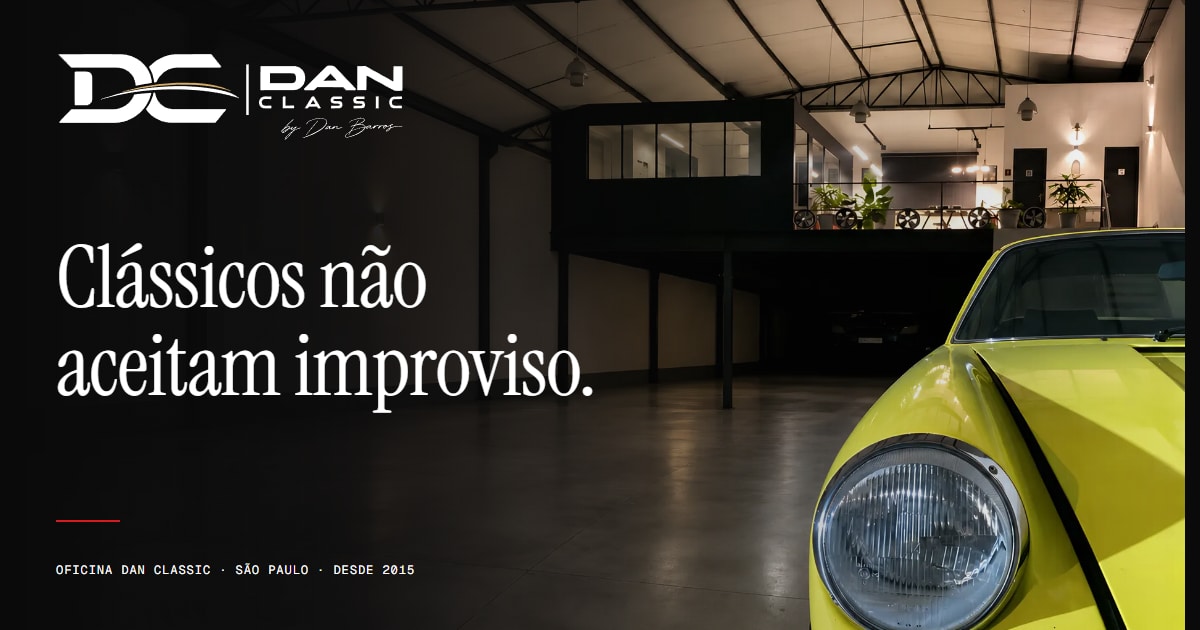 DC
DAN
CLASSIC
by Dan Barros
Clássicos não
aceitam improviso.
OFICINA DAN CLASSIC · SÃO PAULO · DESDE 2015